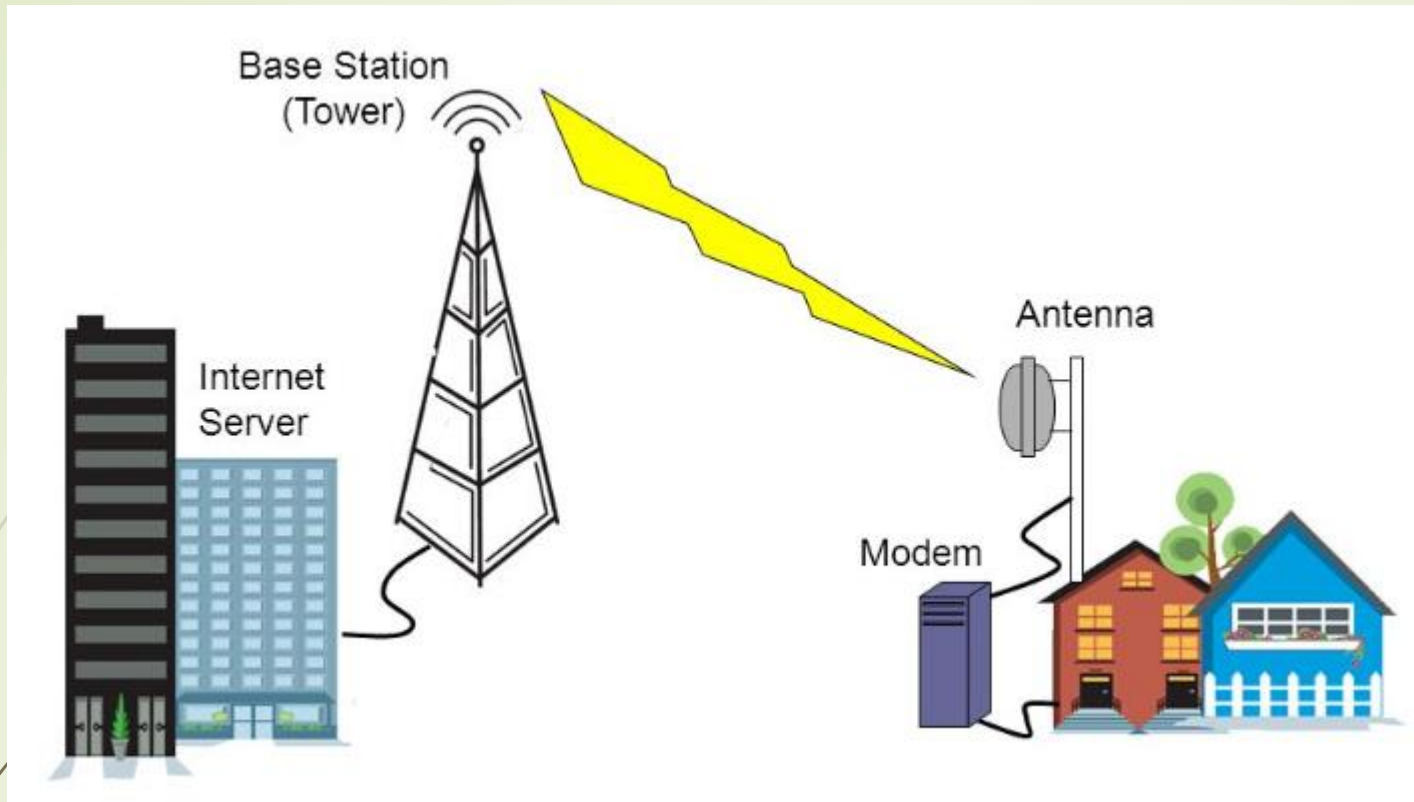 Base Station
(Tower)
Antenna
Internet
Server
Modem